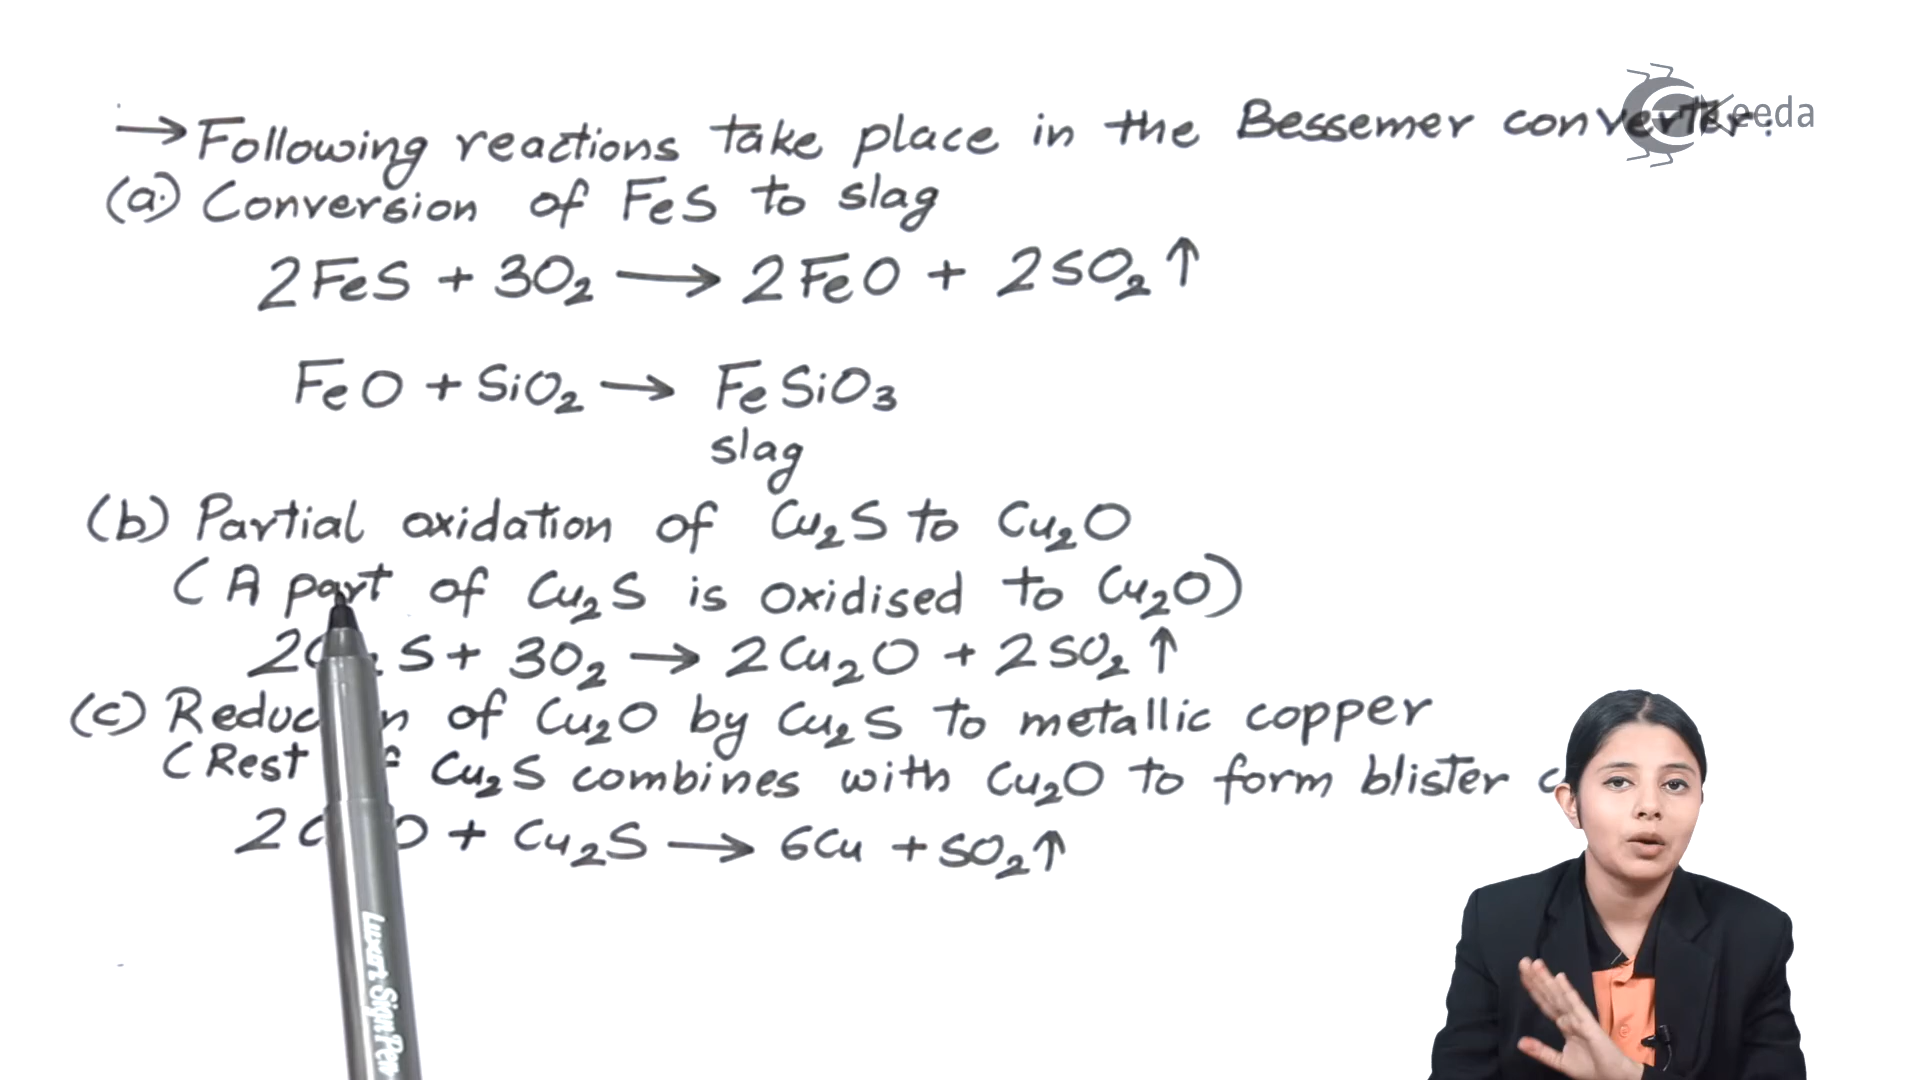 → Following reactions take place in the Bessemer converter.
Keeda
(a) Conversion of FeS to slag
2FeS + 3O₂ → 2FeO + 2SO₂↑
FeO + SiO₂ → FeSiO₃
slag
(b) Partial oxidation of Cu₂S to Cu₂O
(A part of Cu₂S is oxidised to Cu₂O)
S + 3O₂ → 2Cu₂O + 2SO₂↑
(c) of Cu₂O by Cu₂S to metallic copper
(Rest Cu₂S combines with Cu₂O to form blister
+ Cu₂S → 6Cu + SO₂↑
Luxor Sign Pen